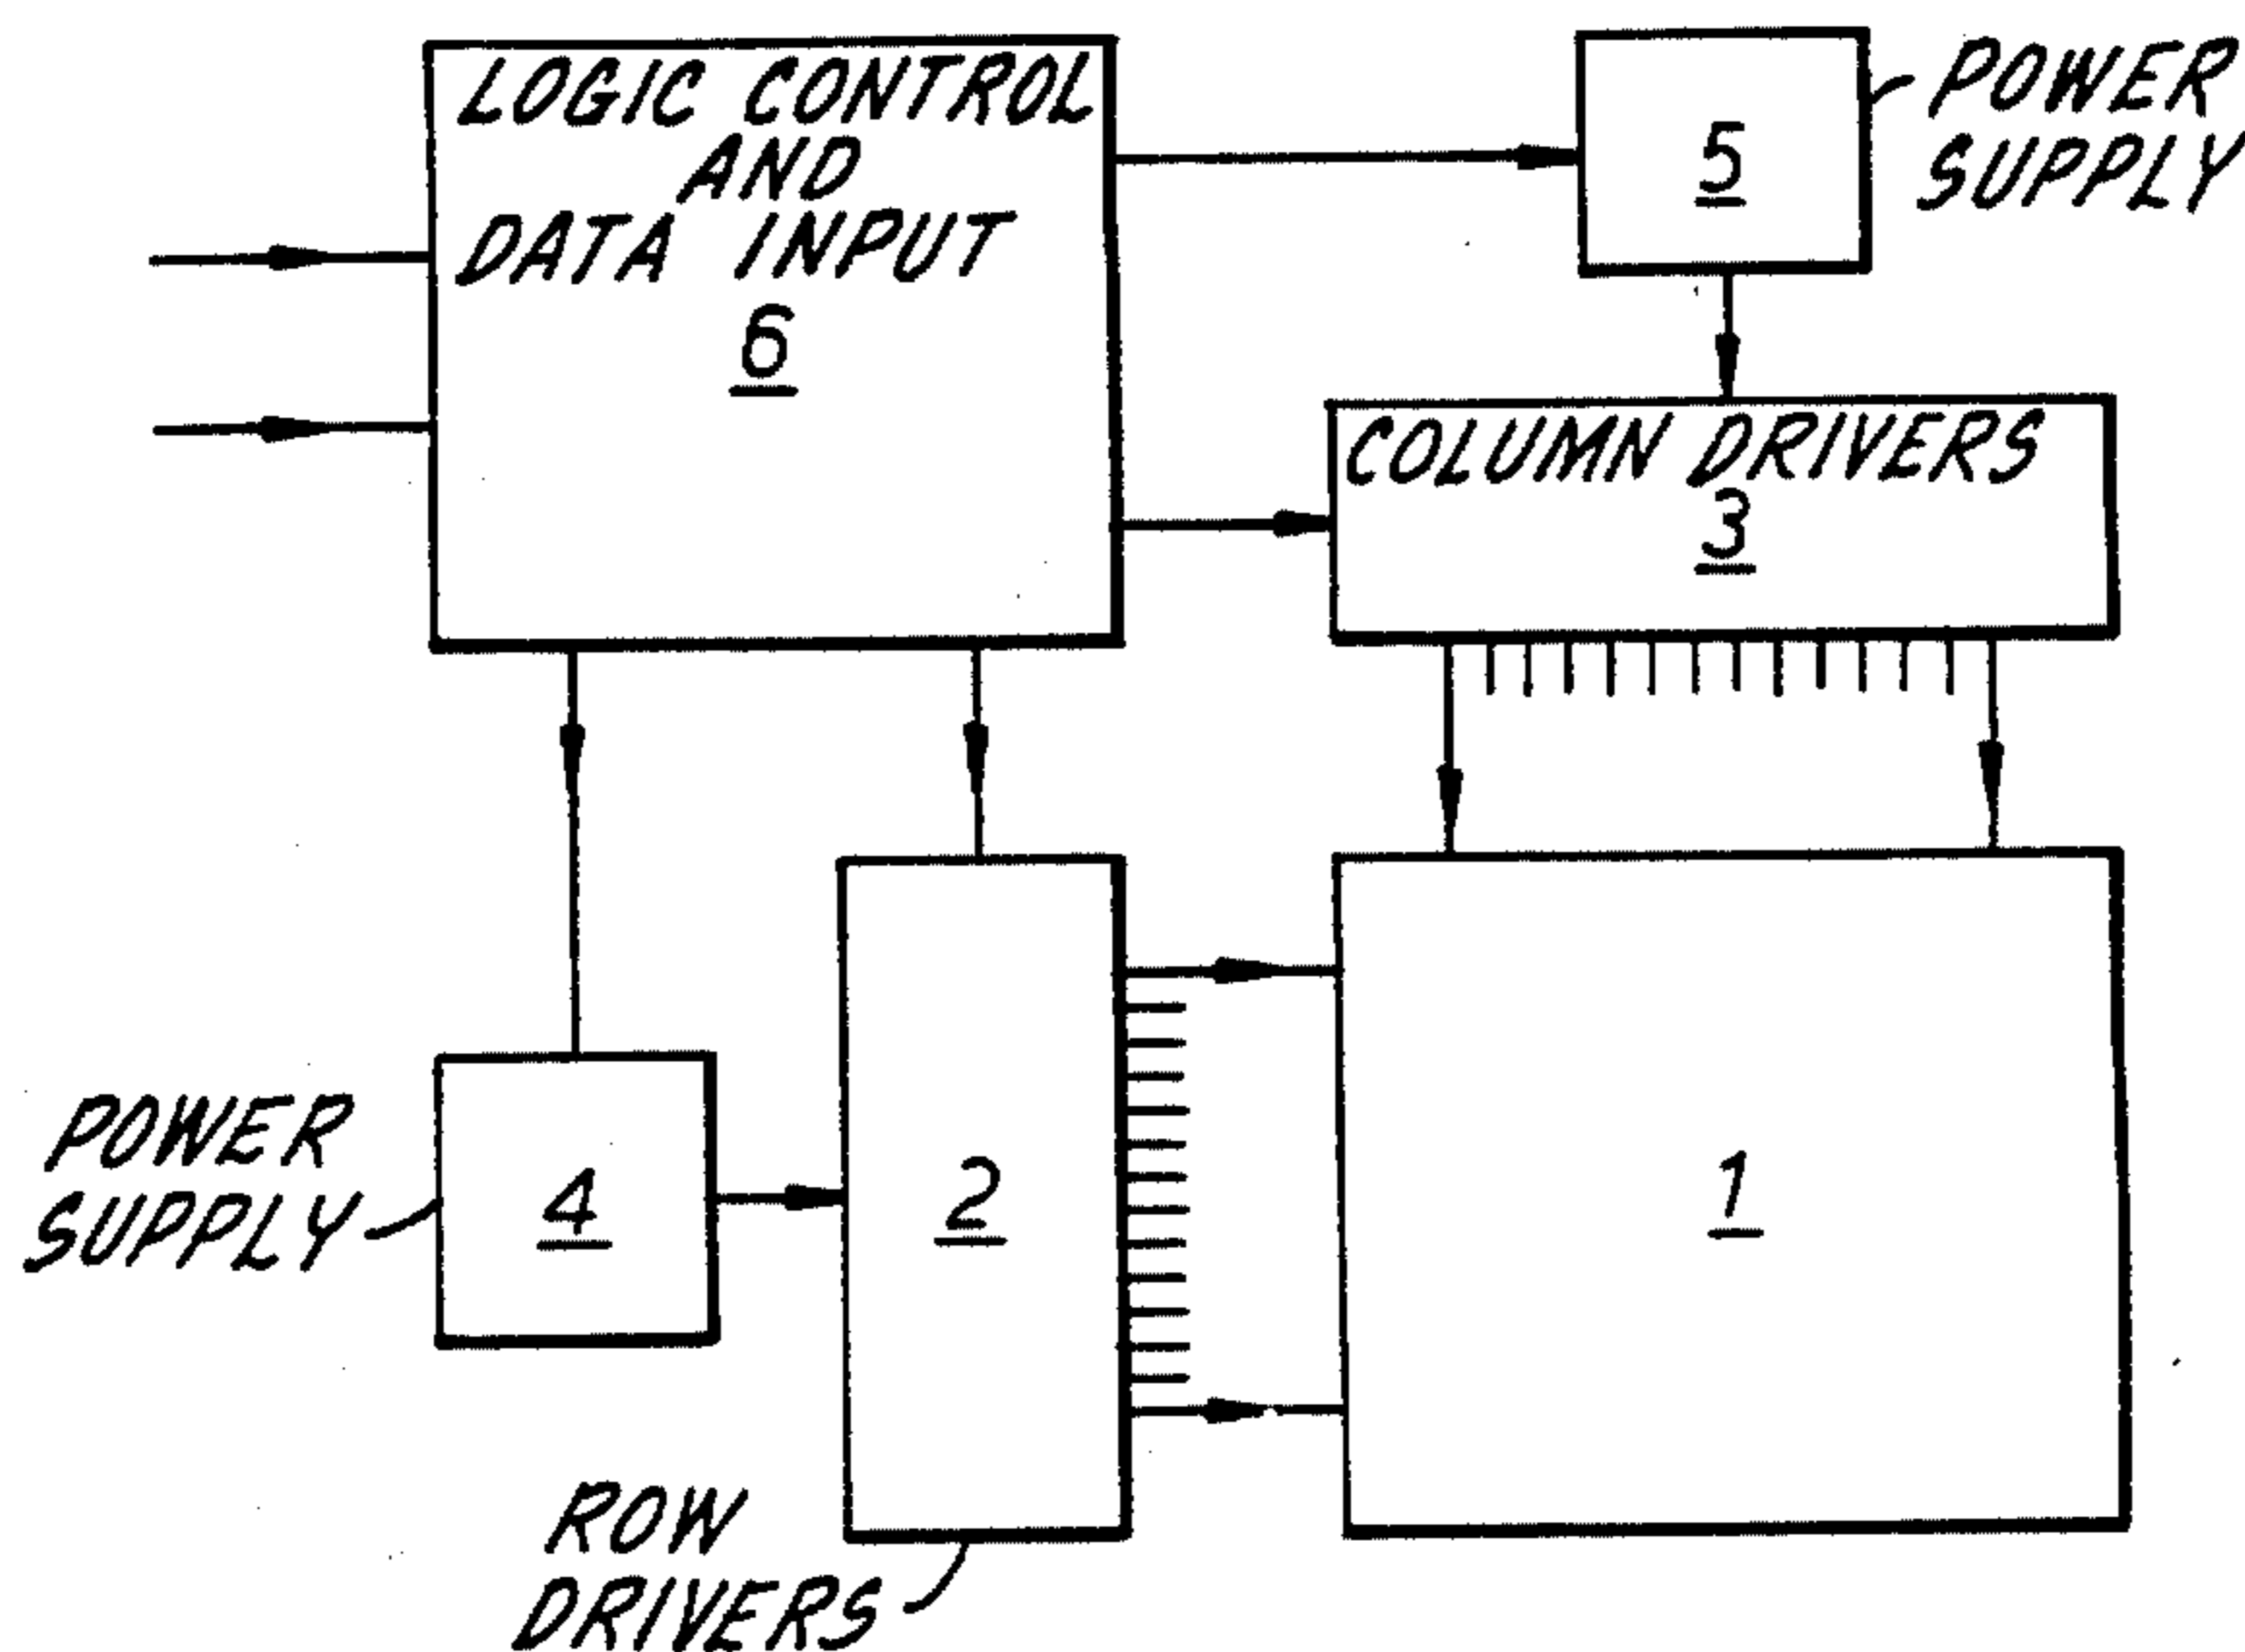 LOGIC CONTROL
AND
DATA INPUT
6
5
POWER
SUPPLY
COLUMN DRIVERS
3
POWER
SUPPLY
4
2
1
ROW
DRIVERS